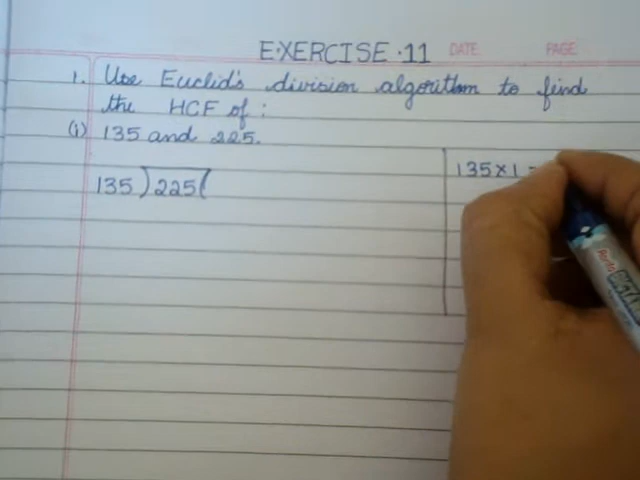 EXERCISE·11 DATE: PAGE:
1. Use Euclid's division algorithm to find
the HCF of :
(i) 135 and 225.
135)225(
135×1 =